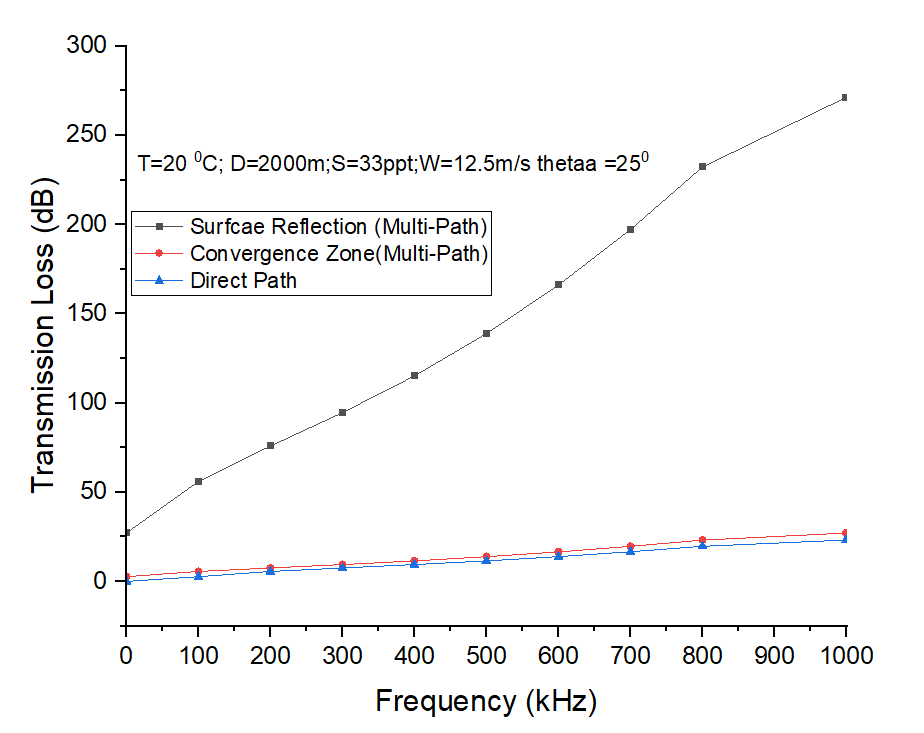 300
250
200
150
100
50
0
Transmission Loss (dB)
T=20 ⁰C; D=2000m;S=33ppt;W=12.5m/s thetaa =25⁰
Surfcae Reflection (Multi-Path)
Convergence Zone(Multi-Path)
Direct Path
0 100 200 300 400 500 600 700 800 900 1000
Frequency (kHz)